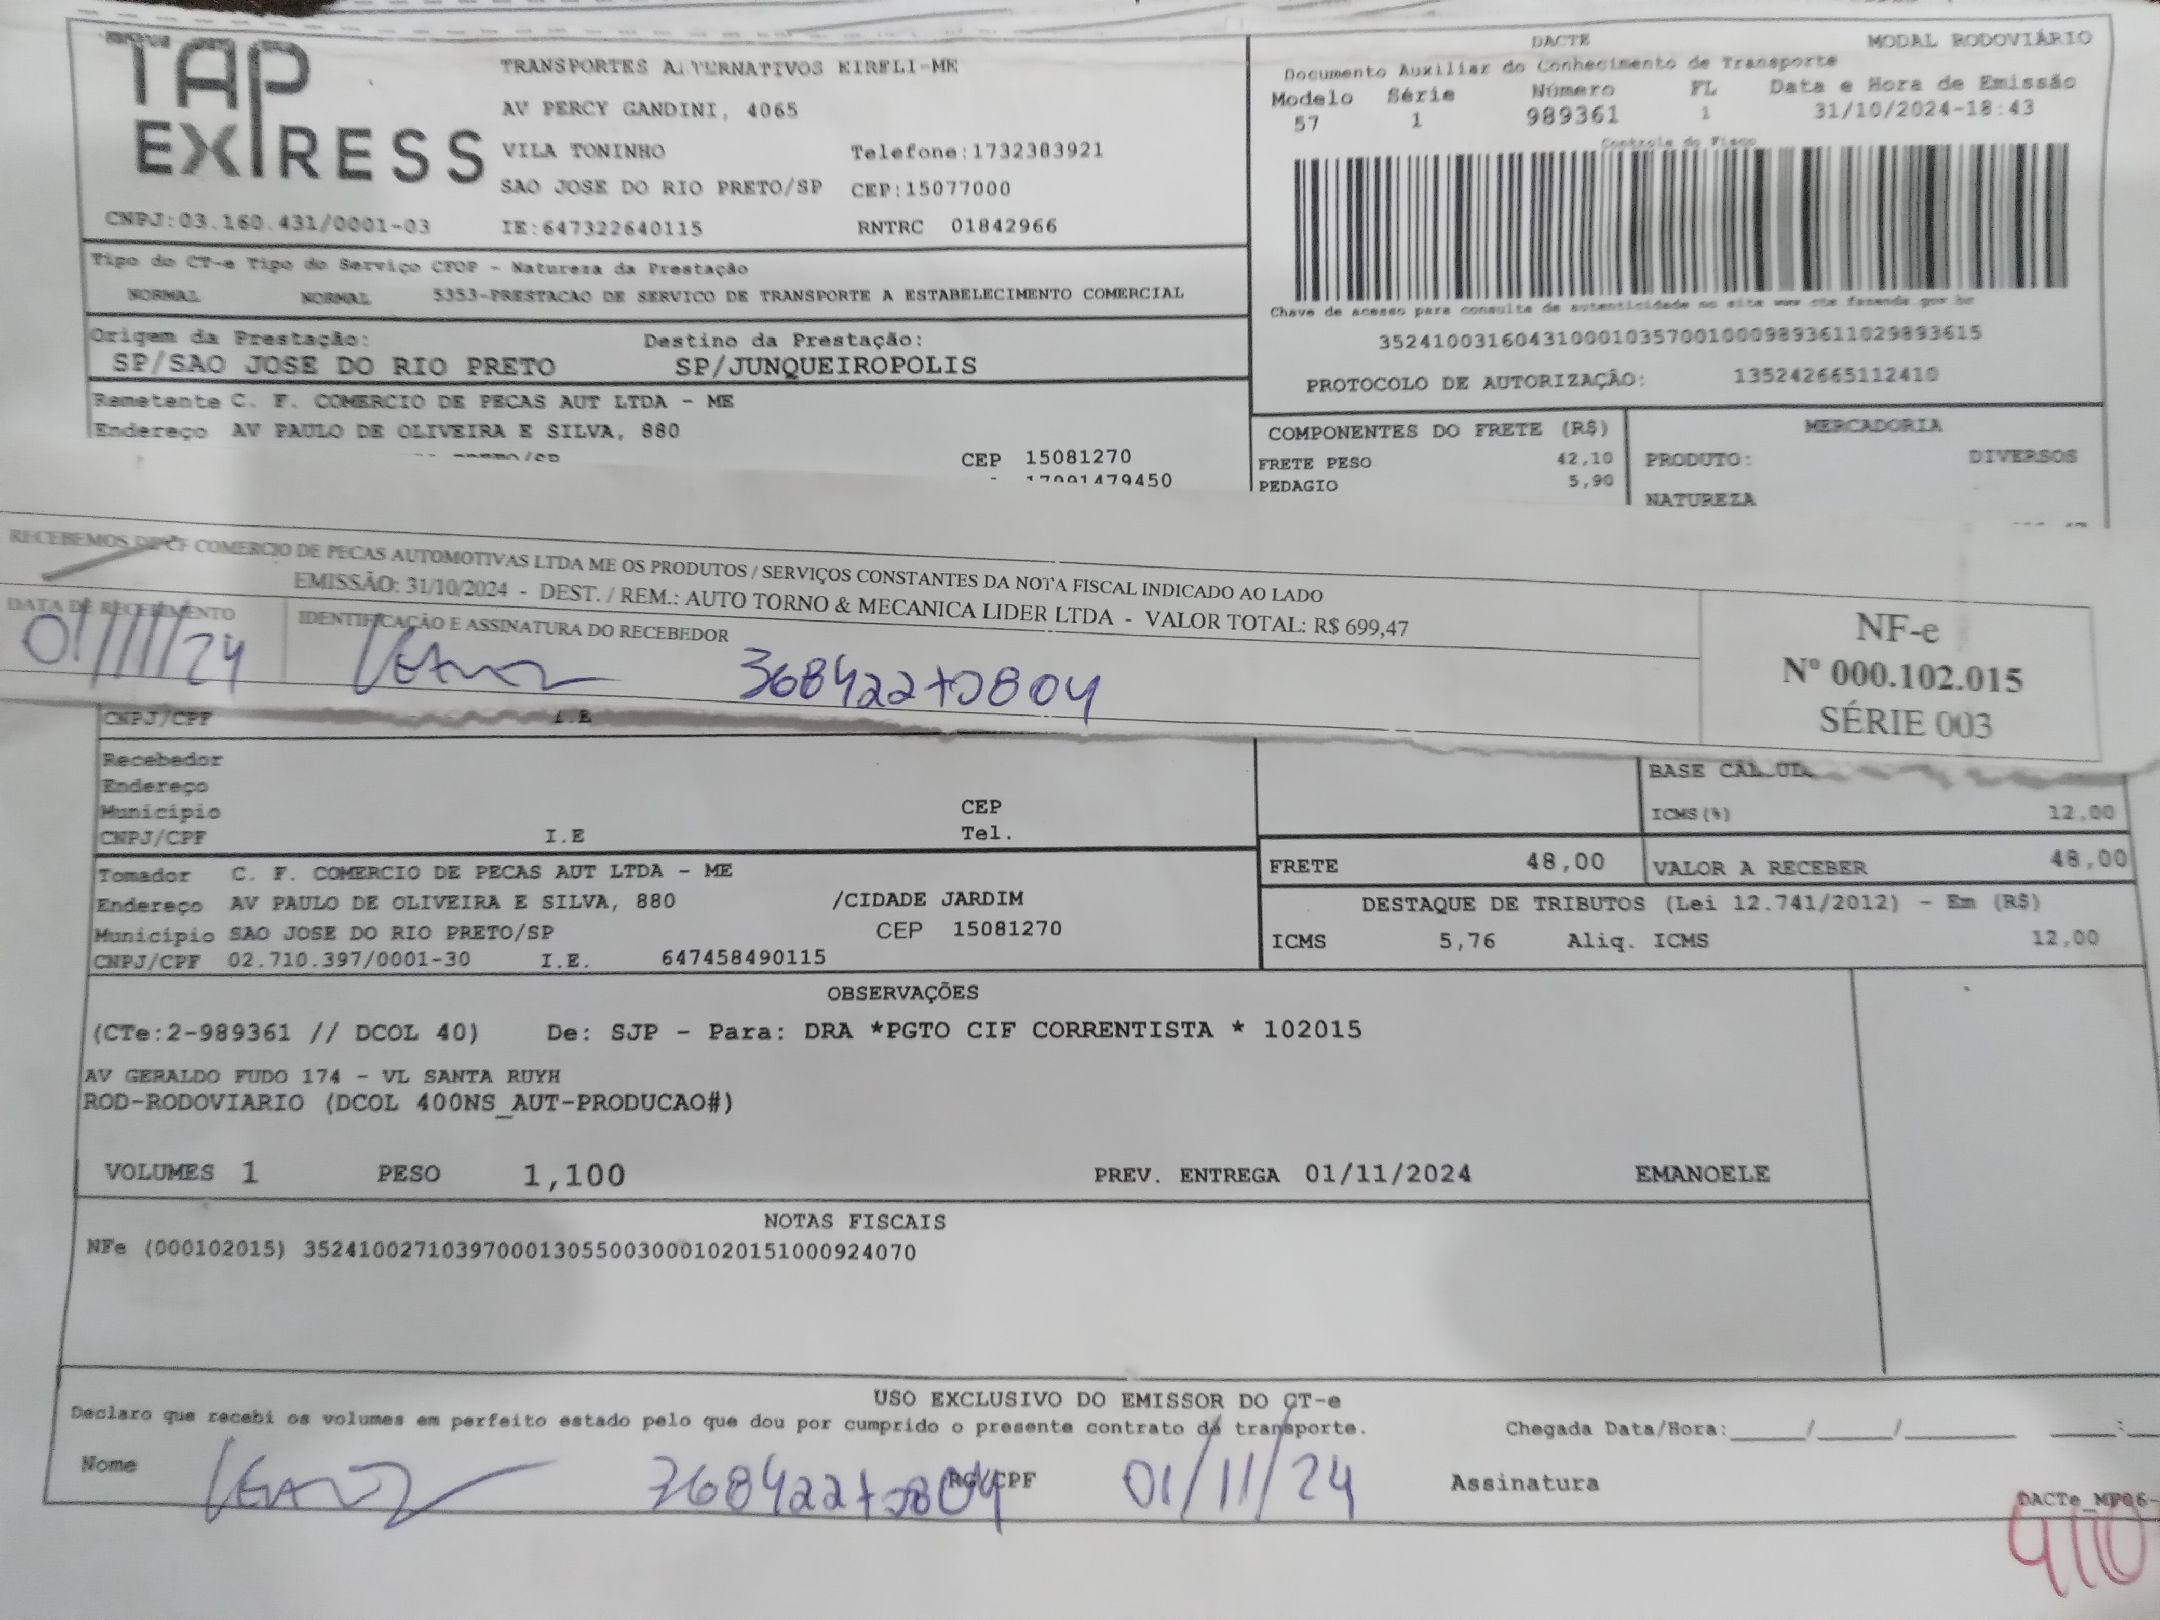 TAP EXPRESS
TRANSPORTES ALTERNATIVOS EIRELI-ME
AV PERCY GANDINI, 4065
VILA TONINHO Telefone:1732383921
SAO JOSE DO RIO PRETO/SP CEP:15077000
CNPJ:03.160.431/0001-03 IE:647322640115 RNTRC 01842966
DACTE MODAL RODOVIÁRIO
Documento Auxiliar do Conhecimento de Transporte
Modelo Série Número FL Data e Hora de Emissão
57 1 989361 1 31/10/2024-18:43
Controle do Fisco
Chave de acesso para consulta de autenticidade no site www cte fazenda gov br
35241003160431000103570010009893611029893615
PROTOCOLO DE AUTORIZAÇÃO: 135242665112410
Tipo do CT-e Tipo do Serviço CFOP - Natureza da Prestação
NORMAL NORMAL 5353-PRESTACAO DE SERVICO DE TRANSPORTE A ESTABELECIMENTO COMERCIAL
Origem da Prestação: Destino da Prestação:
SP/SAO JOSE DO RIO PRETO SP/JUNQUEIROPOLIS
Remetente C. F. COMERCIO DE PECAS AUT LTDA - ME
Endereço AV PAULO DE OLIVEIRA E SILVA, 880
CEP 15081270
COMPONENTES DO FRETE (R$) MERCADORIA
FRETE PESO 42,10 PRODUTO: DIVERSOS
PEDAGIO 5,90 NATUREZA
RECEBEMOS DE CF COMERCIO DE PECAS AUTOMOTIVAS LTDA ME OS PRODUTOS / SERVIÇOS CONSTANTES DA NOTA FISCAL INDICADO AO LADO
EMISSÃO: 31/10/2024 - DEST. / REM.: AUTO TORNO & MECANICA LIDER LTDA - VALOR TOTAL: R$ 699,47
DATA DE RECEBIMENTO IDENTIFICAÇÃO E ASSINATURA DO RECEBEDOR
01/11/24
NF-e
Nº 000.102.015
SÉRIE 003
CNPJ/CPF I.E
Recebedor
Endereço
Município CEP
CNPJ/CPF I.E Tel.
BASE
ICMS(%) 12,00
FRETE 48,00 VALOR A RECEBER 48,00
Tomador C. F. COMERCIO DE PECAS AUT LTDA - ME
Endereço AV PAULO DE OLIVEIRA E SILVA, 880 /CIDADE JARDIM
Município SAO JOSE DO RIO PRETO/SP CEP 15081270
CNPJ/CPF 02.710.397/0001-30 I.E. 647458490115
DESTAQUE DE TRIBUTOS (Lei 12.741/2012) - Em (R$)
ICMS 5,76 Aliq. ICMS 12,00
OBSERVAÇÕES
(CTe:2-989361 // DCOL 40) De: SJP - Para: DRA *PGTO CIF CORRENTISTA * 102015
AV GERALDO FUDO 174 - VL SANTA RUYH
ROD-RODOVIARIO (DCOL 400NS_AUT-PRODUCAO#)
VOLUMES 1 PESO 1,100 PREV. ENTREGA 01/11/2024 EMANOELE
NOTAS FISCAIS
NFe (000102015) 35241002710397000130550030001020151000924070
USO EXCLUSIVO DO EMISSOR DO CT-e
Declaro que recebi os volumes em perfeito estado pelo que dou por cumprido o presente contrato de transporte. Chegada Data/Hora:_____/_____/_______ ____:__
Nome RG/CPF 01/11/24 Assinatura
DACTe_MP06-